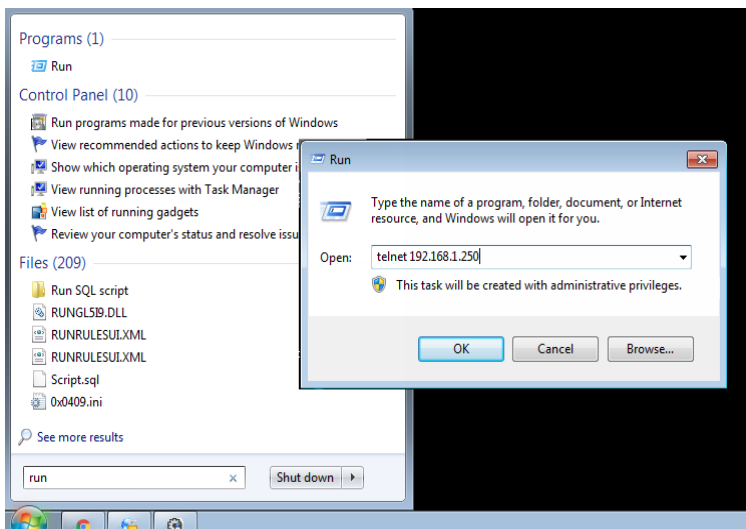 Programs (1)
Run
Control Panel (10)
Run programs made for previous versions of Windows
View recommended actions to keep Windows
Show which operating system your computer i
View running processes with Task Manager
View list of running gadgets
Review your computer's status and resolve issu
Files (209)
Run SQL script
RUNGL5I9.DLL
RUNRULESUI.XML
RUNRULESUI.XML
Script.sql
0x0409.ini
See more results
run
Shut down
Run
Type the name of a program, folder, document, or Internet
resource, and Windows will open it for you.
Open: telnet 192.168.1.250
This task will be created with administrative privileges.
OK Cancel Browse...